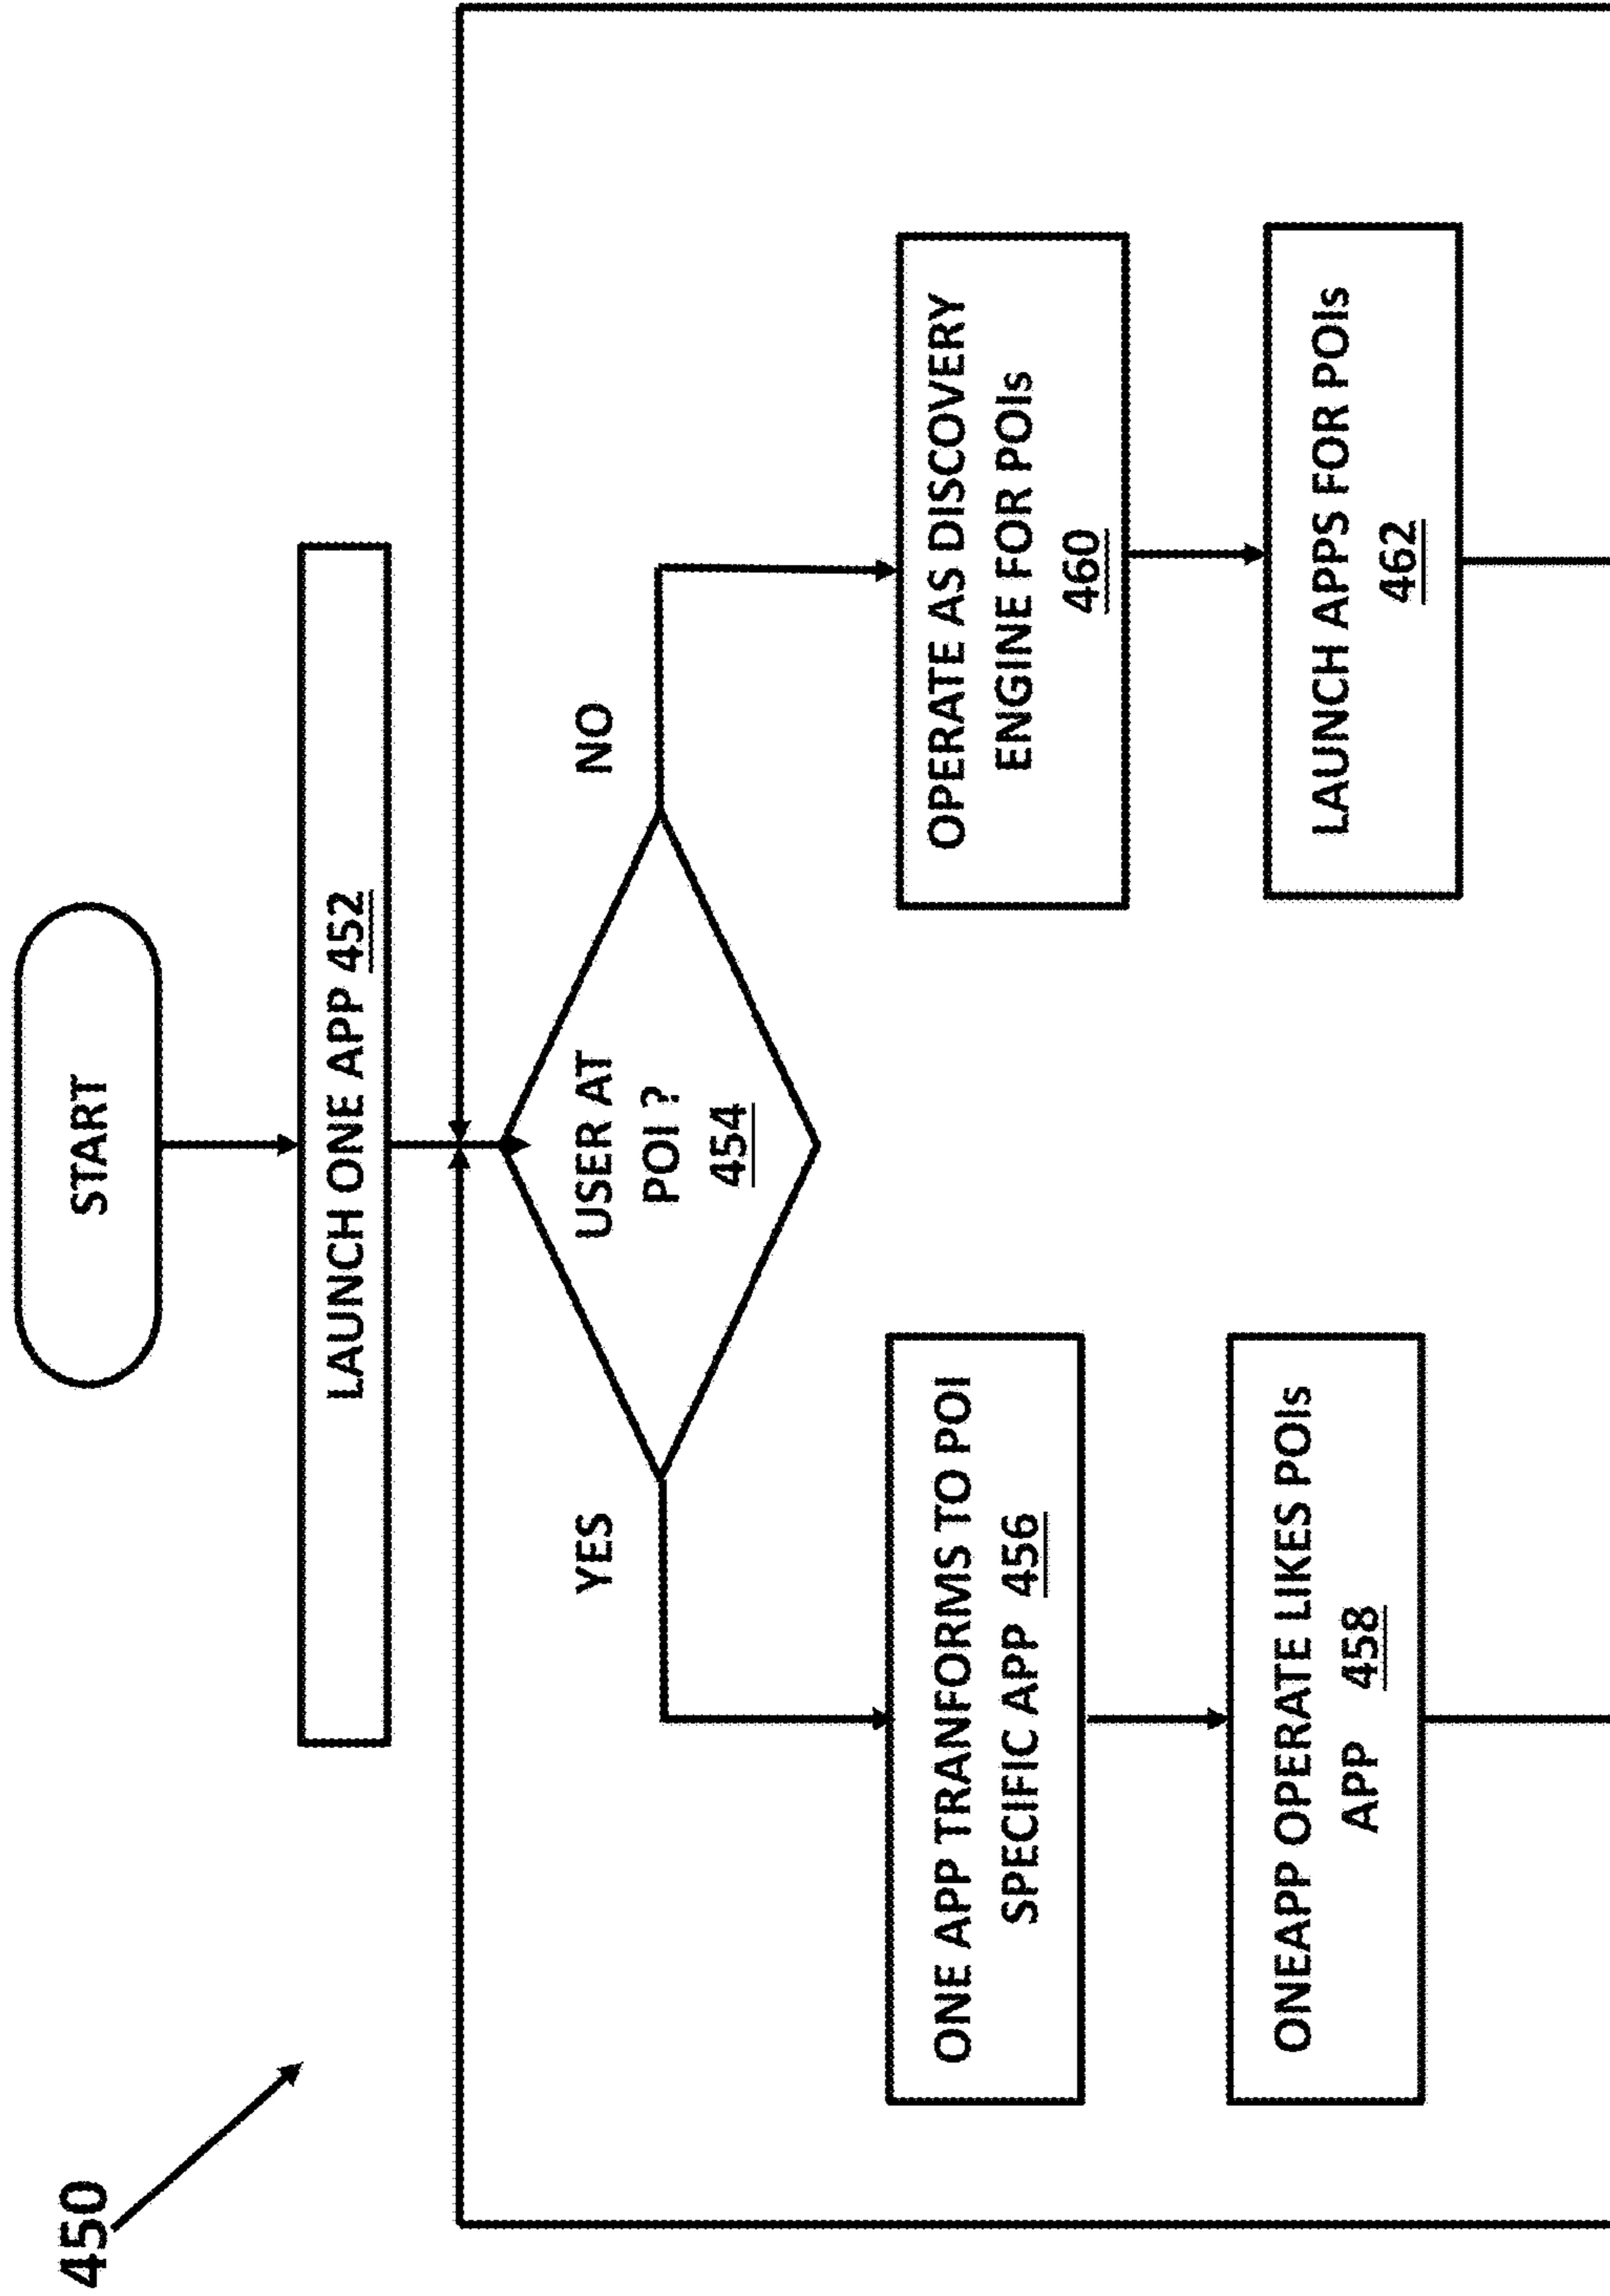 450
START
LAUNCH ONE APP 452
USER AT
POI ?
454
YES
NO
ONE APP TRANFORMS TO POI
SPECIFIC APP 456
ONEAPP OPERATE LIKES POIs
APP 458
OPERATE AS DISCOVERY
ENGINE FOR POIs
460
LAUNCH APPS FOR POIs
462